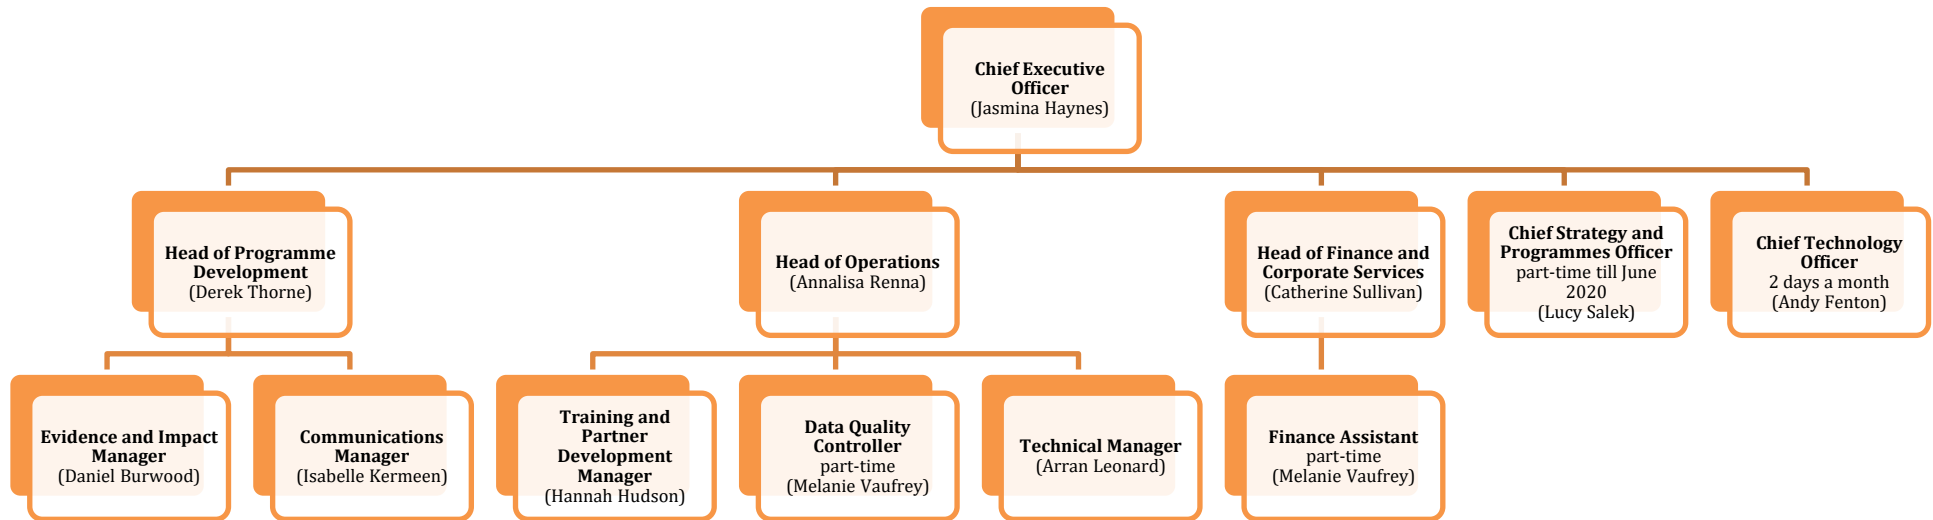 Chief Executive
Officer
(Jasmina Haynes)
Head of Programme
Development
(Derek Thorne)
Head of Operations
(Annalisa Renna)
Head of Finance and
Corporate Services
(Catherine Sullivan)
Chief Strategy and
Programmes Officer
part-time till June
2020
(Lucy Salek)
Chief Technology
Officer
2 days a month
(Andy Fenton)
Evidence and Impact
Manager
(Daniel Burwood)
Communications
Manager
(Isabelle Kermeen)
Training and
Partner
Development
Manager
(Hannah Hudson)
Data Quality
Controller
part-time
(Melanie Vaufrey)
Technical Manager
(Arran Leonard)
Finance Assistant
part-time
(Melanie Vaufrey)